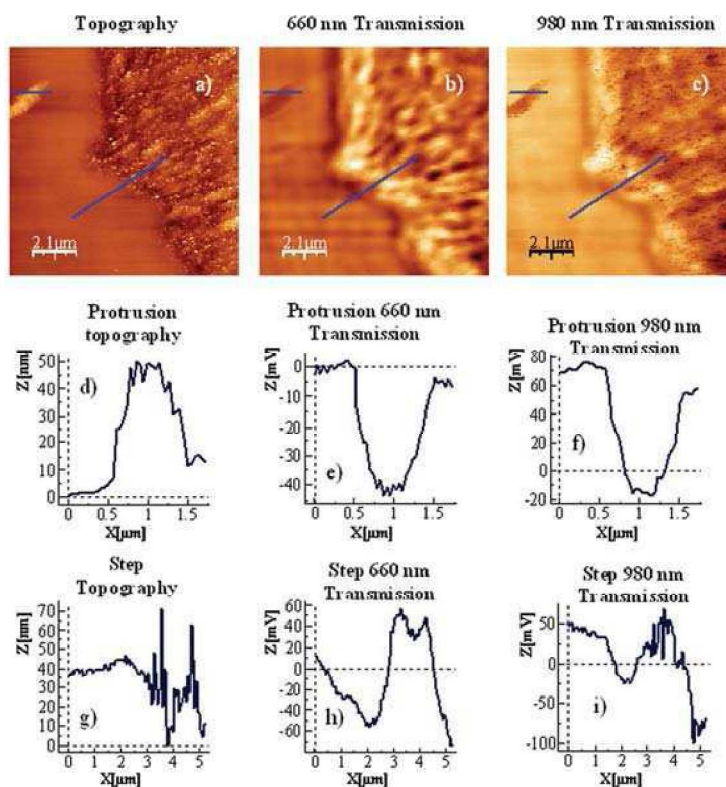 Topography
660 nm Transmission
980 nm Transmission
a)
b)
c)
2.1μm
2.1μm
2.1μm
Protrusion
topography
Z[nm]
50
40
30
20
10
0
d)
0
0.5
1
1.5
X[μm]
Protrusion 660 nm
Transmission
Z[mV]
0
-10
-20
-40
e)
0
0.5
1
1.5
X[μm]
Protrusion 980 nm
Transmission
Z[mV]
80
60
40
20
0
-20
f)
0
0.5
1
1.5
X[μm]
Step
Topography
Z[nm]
70
60
50
40
30
20
10
0
g)
0
1
2
3
4
5
X[μm]
Step 660 nm
Transmission
Z[mV]
60
40
20
0
-20
-40
-60
h)
0
1
2
3
4
5
X[μm]
Step 980 nm
Transmission
Z[mV]
50
0
-50
-100
i)
0
1
2
3
4
5
X[μm]